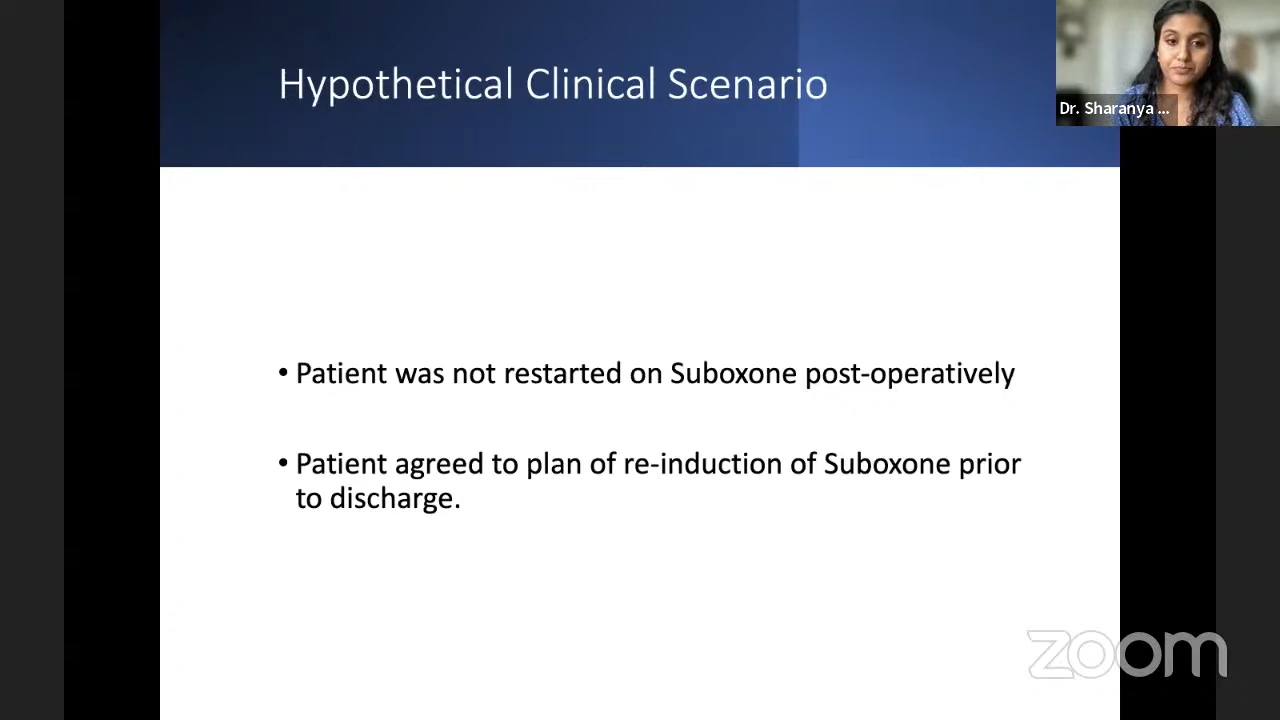 Hypothetical Clinical Scenario
Dr. Sharanya ...
• Patient was not restarted on Suboxone post-operatively
• Patient agreed to plan of re-induction of Suboxone prior
to discharge.
zoom